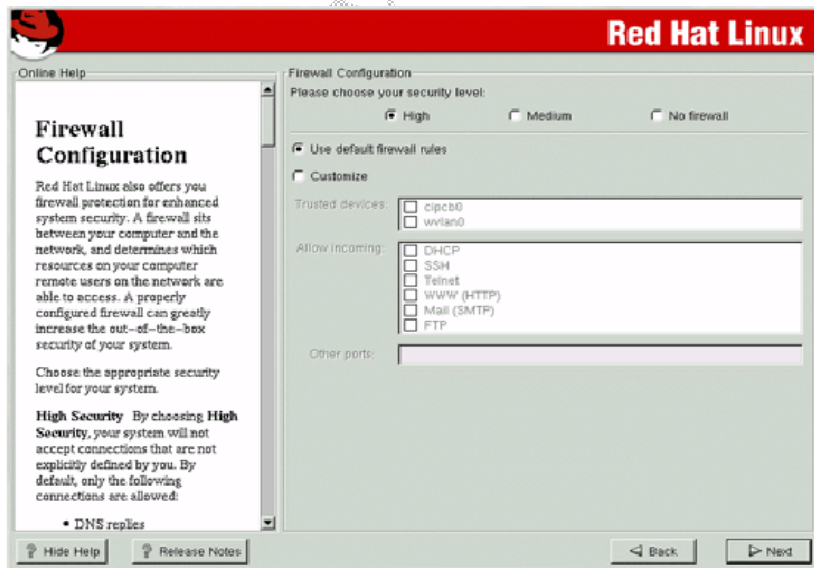 Red Hat Linux
Online Help
Firewall
Configuration
Red Hat Linux also offers you
firewall protection for enhanced
system security. A firewall sits
between your computer and the
network, and determines which
resources on your computer
remote users on the network are
able to access. A properly
configured firewall can greatly
increase the out-of-the-box
security of your system.
Choose the appropriate security
level for your system.
High Security By choosing High
Security, your system will not
accept connections that are not
explicitly defined by you. By
default, only the following
connections are allowed:
• DNS replies
Firewall Configuration
Please choose your security level:
High
Medium
No firewall
Use default firewall rules
Customize
Trusted devices:
cipcb0
wvlan0
Allow incoming:
DHCP
SSH
Telnet
WWW (HTTP)
Mail (SMTP)
FTP
Other ports:
Hide Help
Release Notes
Back
Next